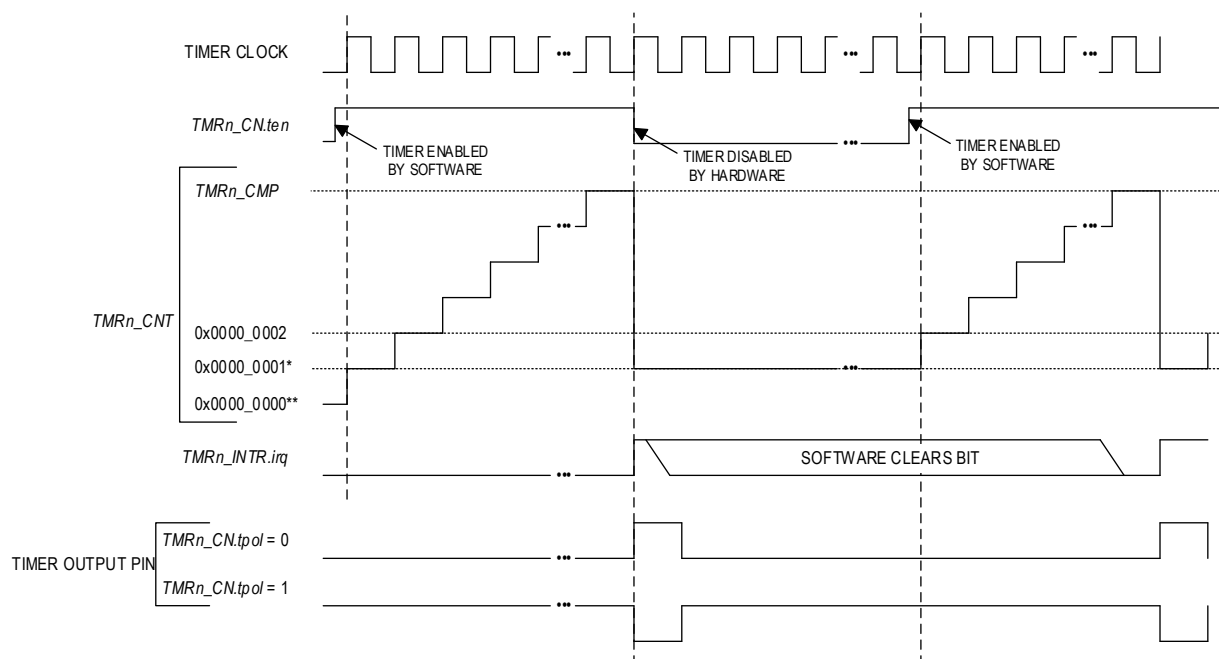 TIMER CLOCK
TMRn_CN.ten
TIMER ENABLED
BY SOFTWARE
TIMER DISABLED
BY HARDWARE
TIMER ENABLED
BY SOFTWARE
TMRn_CMP
TMRn_CNT
0x0000_0002
0x0000_0001*
0x0000_0000**
TMRn_INTR.irq
SOFTWARE CLEARS BIT
TIMER OUTPUT PIN
TMRn_CN.tpol = 0
TMRn_CN.tpol = 1